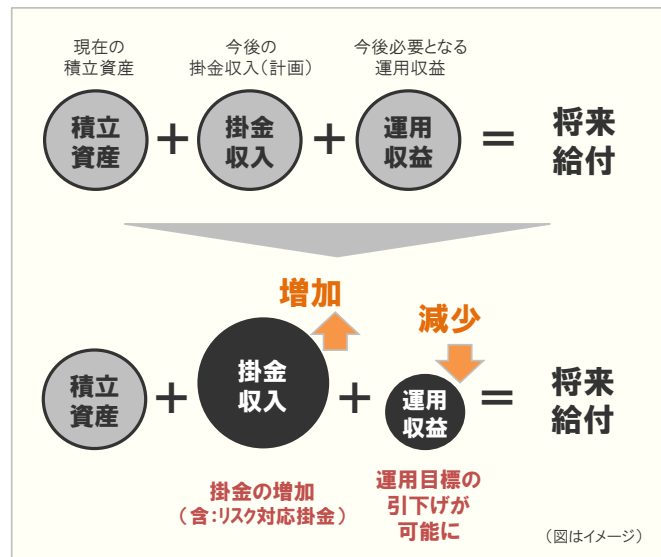 現在の
積立資産
今後の
掛金収入(計画)
今後必要となる
運用収益
積立
資産
+
掛金
収入
+
運用
収益
=
将来
給付
増加
減少
積立
資産
+
掛金
収入
+
運用
収益
=
将来
給付
掛金の増加
(含:リスク対応掛金)
運用目標の
引下げが
可能に
(図はイメージ)